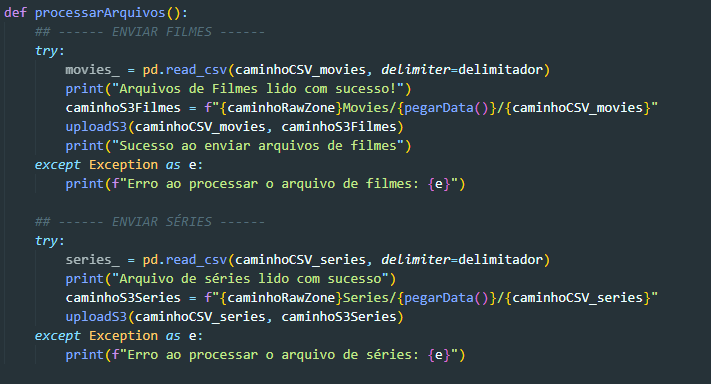 def processarArquivos():
    ## ------ ENVIAR FILMES ------
    try:
        movies_ = pd.read_csv(caminhoCSV_movies, delimiter=delimitador)
        print("Arquivos de Filmes lido com sucesso!")
        caminhoS3Filmes = f"{caminhoRawZone}Movies/{pegarData()}/{caminhoCSV_movies}"
        uploadS3(caminhoCSV_movies, caminhoS3Filmes)
        print("Sucesso ao enviar arquivos de filmes")
    except Exception as e:
        print(f"Erro ao processar o arquivo de filmes: {e}")
    ## ------ ENVIAR SÉRIES ------
    try:
        series_ = pd.read_csv(caminhoCSV_series, delimiter=delimitador)
        print("Arquivo de séries lido com sucesso")
        caminhoS3Series = f"{caminhoRawZone}Series/{pegarData()}/{caminhoCSV_series}"
        uploadS3(caminhoCSV_series, caminhoS3Series)
    except Exception as e:
        print(f"Erro ao processar o arquivo de séries: {e}")